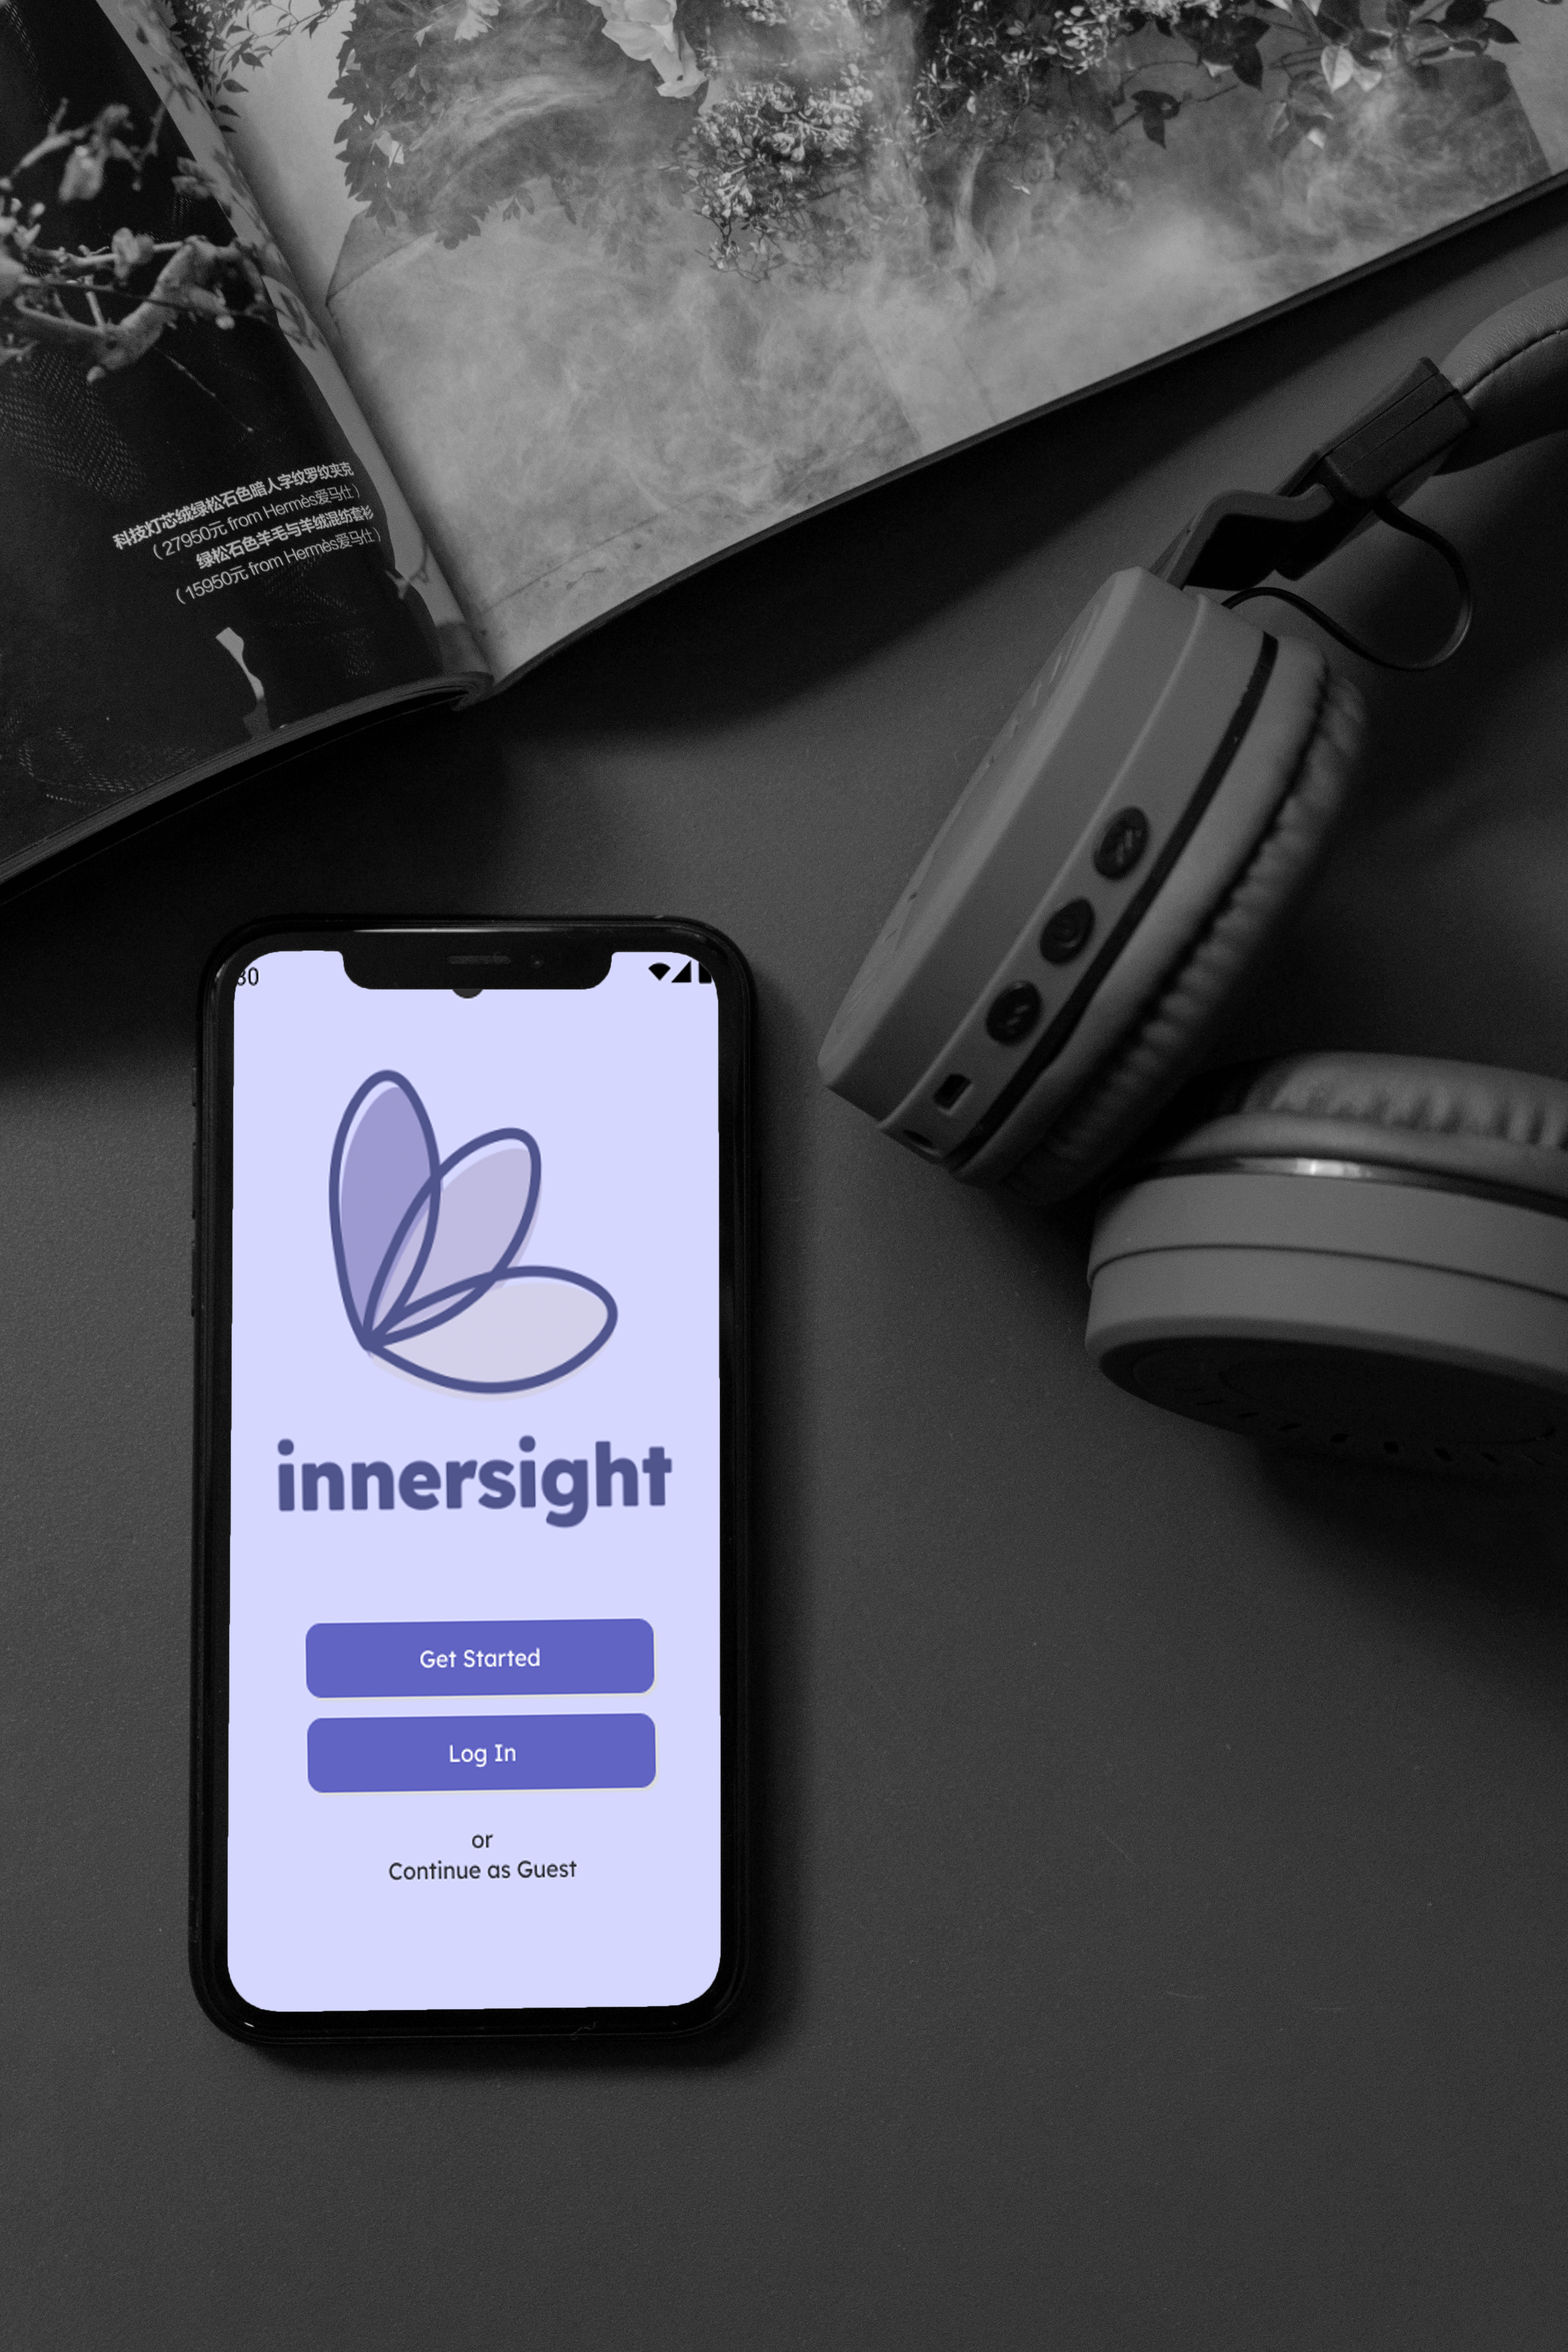 科技灯芯绒绿松石色暗人字纹罗纹夹克
（27950元 from Hermès爱马仕）
绿松石色羊毛与羊绒混纺套衫
（15950元 from Hermès爱马仕）
30
innersight
Get Started
Log In
or
Continue as Guest